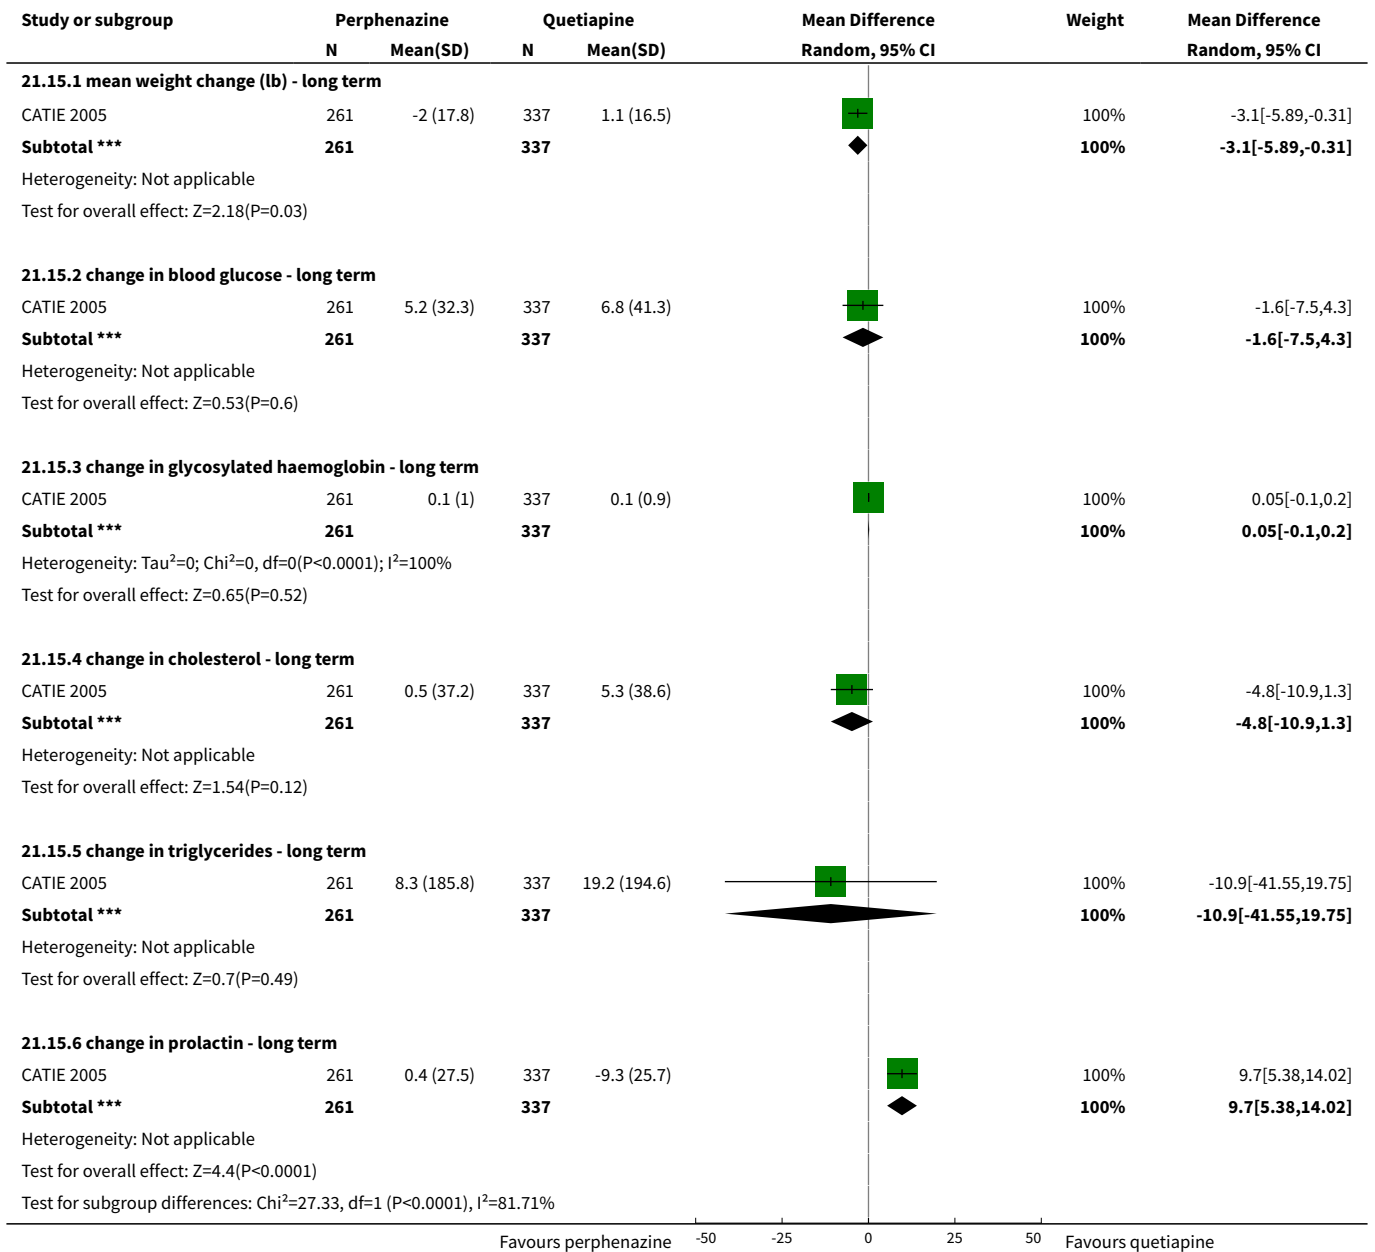 Study or subgroup Perphenazine Quetiapine Mean Difference Weight Mean Difference
N Mean(SD) N Mean(SD) Random, 95% CI Random, 95% CI
21.15.1 mean weight change (lb) - long term
CATIE 2005 261 -2 (17.8) 337 1.1 (16.5) 100% -3.1[-5.89,-0.31]
Subtotal *** 261 337 100% -3.1[-5.89,-0.31]
Heterogeneity: Not applicable
Test for overall effect: Z=2.18(P=0.03)
21.15.2 change in blood glucose - long term
CATIE 2005 261 5.2 (32.3) 337 6.8 (41.3) 100% -1.6[-7.5,4.3]
Subtotal *** 261 337 100% -1.6[-7.5,4.3]
Heterogeneity: Not applicable
Test for overall effect: Z=0.53(P=0.6)
21.15.3 change in glycosylated haemoglobin - long term
CATIE 2005 261 0.1 (1) 337 0.1 (0.9) 100% 0.05[-0.1,0.2]
Subtotal *** 261 337 100% 0.05[-0.1,0.2]
Heterogeneity: Tau²=0; Chi²=0, df=0(P<0.0001); I²=100%
Test for overall effect: Z=0.65(P=0.52)
21.15.4 change in cholesterol - long term
CATIE 2005 261 0.5 (37.2) 337 5.3 (38.6) 100% -4.8[-10.9,1.3]
Subtotal *** 261 337 100% -4.8[-10.9,1.3]
Heterogeneity: Not applicable
Test for overall effect: Z=1.54(P=0.12)
21.15.5 change in triglycerides - long term
CATIE 2005 261 8.3 (185.8) 337 19.2 (194.6) 100% -10.9[-41.55,19.75]
Subtotal *** 261 337 100% -10.9[-41.55,19.75]
Heterogeneity: Not applicable
Test for overall effect: Z=0.7(P=0.49)
21.15.6 change in prolactin - long term
CATIE 2005 261 0.4 (27.5) 337 -9.3 (25.7) 100% 9.7[5.38,14.02]
Subtotal *** 261 337 100% 9.7[5.38,14.02]
Heterogeneity: Not applicable
Test for overall effect: Z=4.4(P<0.0001)
Test for subgroup differences: Chi²=27.33, df=1 (P<0.0001), I²=81.71%
Favours perphenazine -50 -25 0 25 50 Favours quetiapine